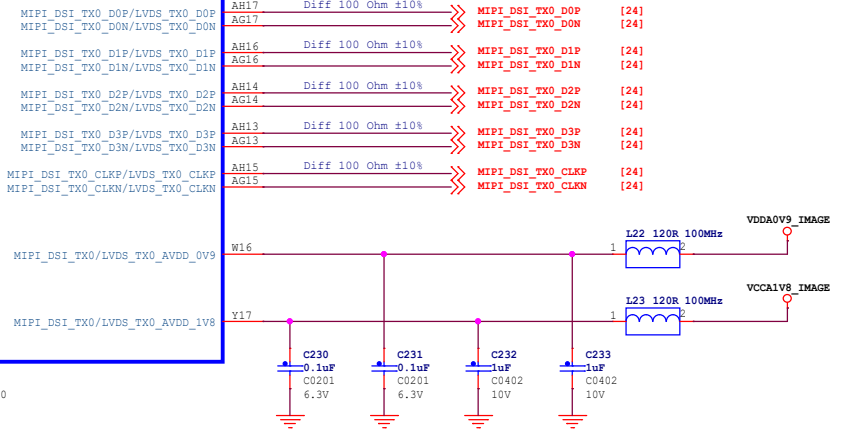 MIPI_DSI_TX0_D0P/LVDS_TX0_D0P AH17 Diff 100 Ohm ±10% MIPI_DSI_TX0_D0P [24]
MIPI_DSI_TX0_D0N/LVDS_TX0_D0N AG17 MIPI_DSI_TX0_D0N [24]
MIPI_DSI_TX0_D1P/LVDS_TX0_D1P AH16 Diff 100 Ohm ±10% MIPI_DSI_TX0_D1P [24]
MIPI_DSI_TX0_D1N/LVDS_TX0_D1N AG16 MIPI_DSI_TX0_D1N [24]
MIPI_DSI_TX0_D2P/LVDS_TX0_D2P AH14 Diff 100 Ohm ±10% MIPI_DSI_TX0_D2P [24]
MIPI_DSI_TX0_D2N/LVDS_TX0_D2N AG14 MIPI_DSI_TX0_D2N [24]
MIPI_DSI_TX0_D3P/LVDS_TX0_D3P AH13 Diff 100 Ohm ±10% MIPI_DSI_TX0_D3P [24]
MIPI_DSI_TX0_D3N/LVDS_TX0_D3N AG13 MIPI_DSI_TX0_D3N [24]
MIPI_DSI_TX0_CLKP/LVDS_TX0_CLKP AH15 Diff 100 Ohm ±10% MIPI_DSI_TX0_CLKP [24]
MIPI_DSI_TX0_CLKN/LVDS_TX0_CLKN AG15 MIPI_DSI_TX0_CLKN [24]
VDDA0V9_IMAGE
L22 120R 100MHz
MIPI_DSI_TX0/LVDS_TX0_AVDD_0V9 W16 1 2
VCCA1V8_IMAGE
L23 120R 100MHz
MIPI_DSI_TX0/LVDS_TX0_AVDD_1V8 Y17 1 2
C230 C231 C232 C233
0.1uF 0.1uF 1uF 1uF
C0201 C0201 C0402 C0402
0 6.3V 6.3V 10V 10V